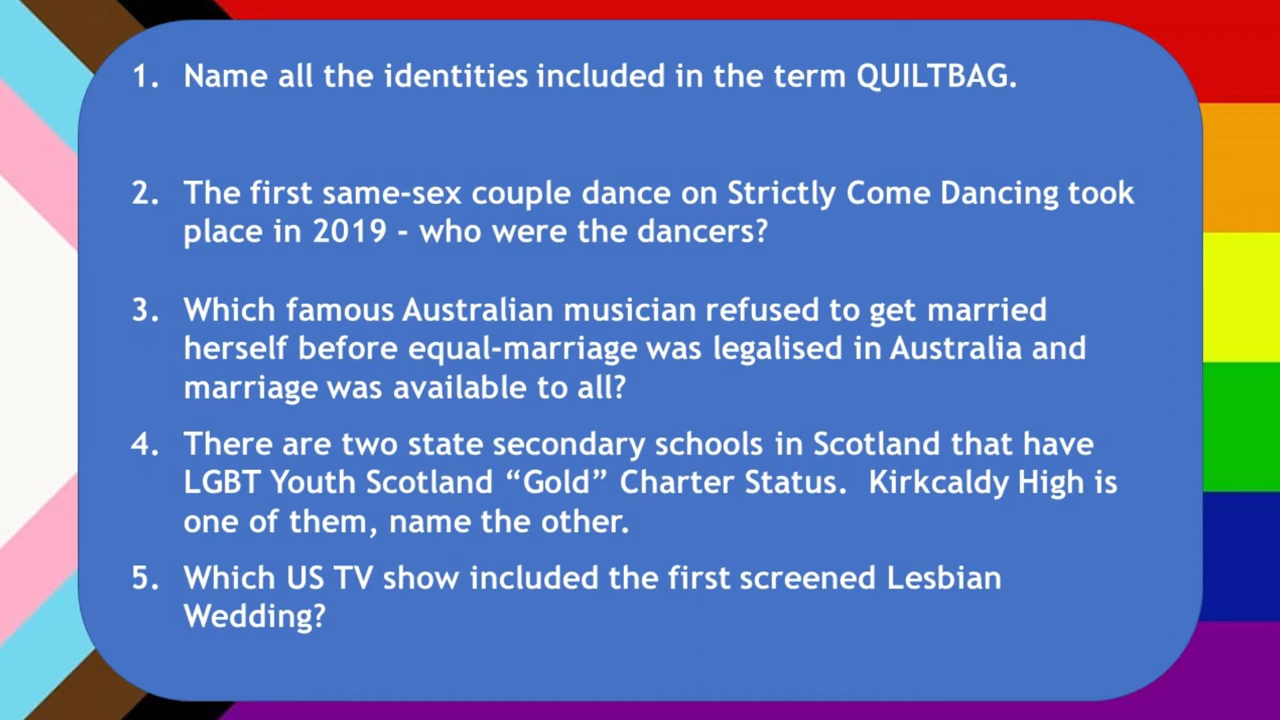 1. Name all the identities included in the term QUILTBAG.
2. The first same-sex couple dance on Strictly Come Dancing took
place in 2019 - who were the dancers?
3. Which famous Australian musician refused to get married
herself before equal-marriage was legalised in Australia and
marriage was available to all?
4. There are two state secondary schools in Scotland that have
LGBT Youth Scotland “Gold” Charter Status.  Kirkcaldy High is
one of them, name the other.
5. Which US TV show included the first screened Lesbian
Wedding?